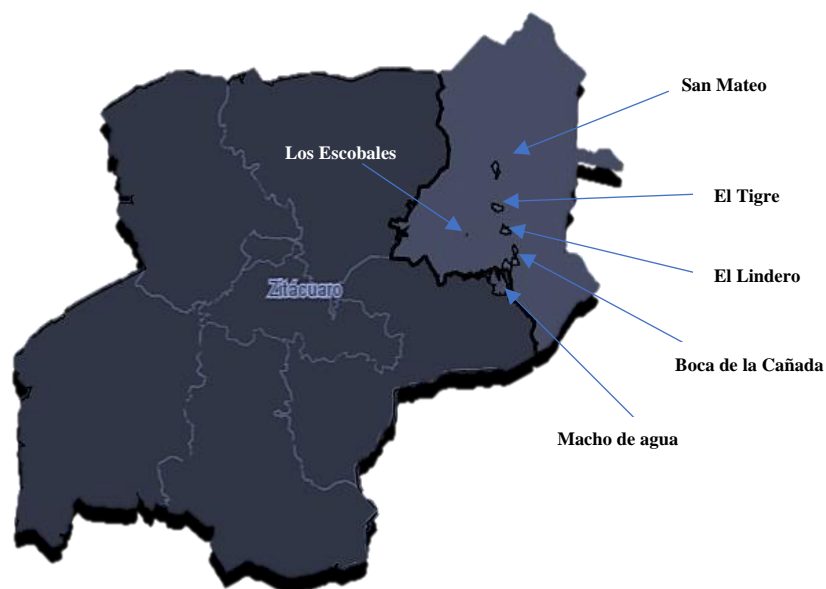 San Mateo
Los Escobales
El Tigre
El Lindero
Zitácuaro
Boca de la Cañada
Macho de agua